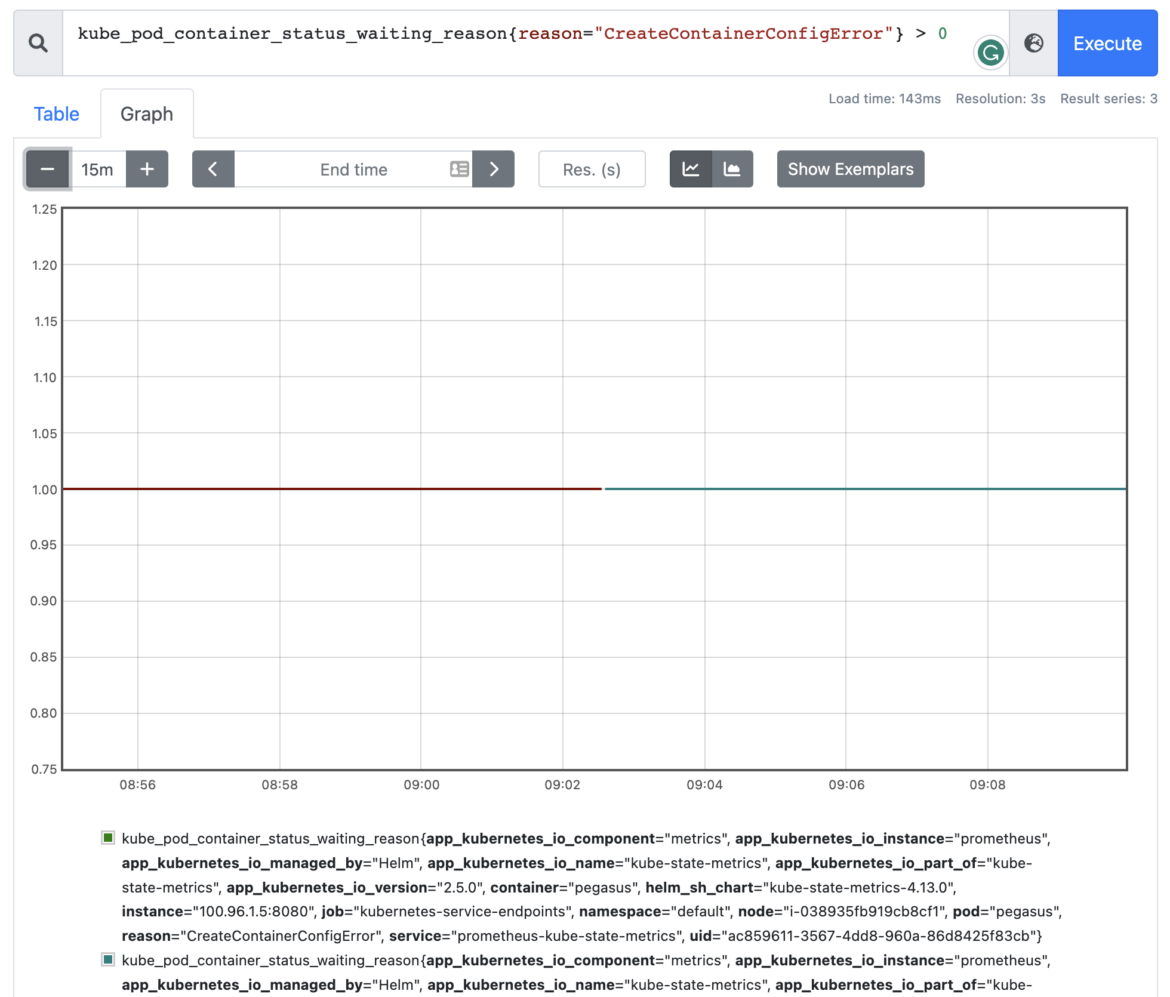 kube_pod_container_status_waiting_reason{reason="CreateContainerConfigError"} > 0
Execute
Load time: 143ms Resolution: 3s Result series: 3
Table
Graph
− 15m + < End time > Res. (s) Show Exemplars
1.25
1.20
1.15
1.10
1.05
1.00
0.95
0.90
0.85
0.80
0.75
08:56 08:58 09:00 09:02 09:04 09:06 09:08
kube_pod_container_status_waiting_reason{app_kubernetes_io_component="metrics", app_kubernetes_io_instance="prometheus",
app_kubernetes_io_managed_by="Helm", app_kubernetes_io_name="kube-state-metrics", app_kubernetes_io_part_of="kube-
state-metrics", app_kubernetes_io_version="2.5.0", container="pegasus", helm_sh_chart="kube-state-metrics-4.13.0",
instance="100.96.1.5:8080", job="kubernetes-service-endpoints", namespace="default", node="i-038935fb919cb8cf1", pod="pegasus",
reason="CreateContainerConfigError", service="prometheus-kube-state-metrics", uid="ac859611-3567-4dd8-960a-86d8425f83cb"}
kube_pod_container_status_waiting_reason{app_kubernetes_io_component="metrics", app_kubernetes_io_instance="prometheus",
app_kubernetes_io_managed_by="Helm", app_kubernetes_io_name="kube-state-metrics", app_kubernetes_io_part_of="kube-